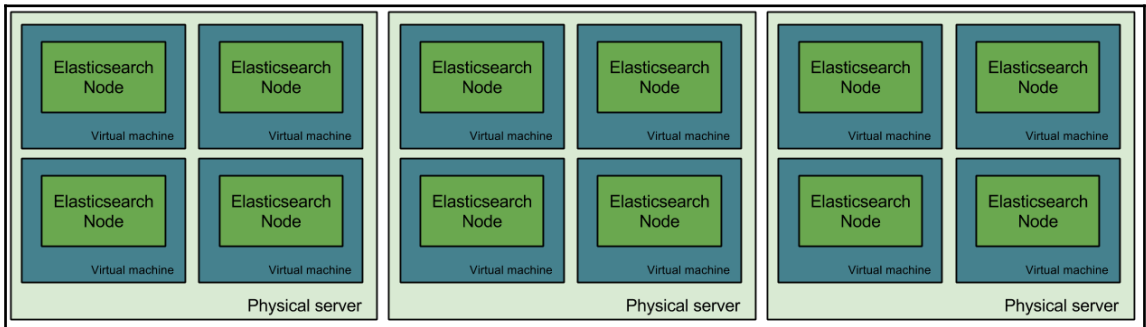 Elasticsearch
Node
Virtual machine
Elasticsearch
Node
Virtual machine
Elasticsearch
Node
Virtual machine
Elasticsearch
Node
Virtual machine
Physical server
Elasticsearch
Node
Virtual machine
Elasticsearch
Node
Virtual machine
Elasticsearch
Node
Virtual machine
Elasticsearch
Node
Virtual machine
Physical server
Elasticsearch
Node
Virtual machine
Elasticsearch
Node
Virtual machine
Elasticsearch
Node
Virtual machine
Elasticsearch
Node
Virtual machine
Physical server